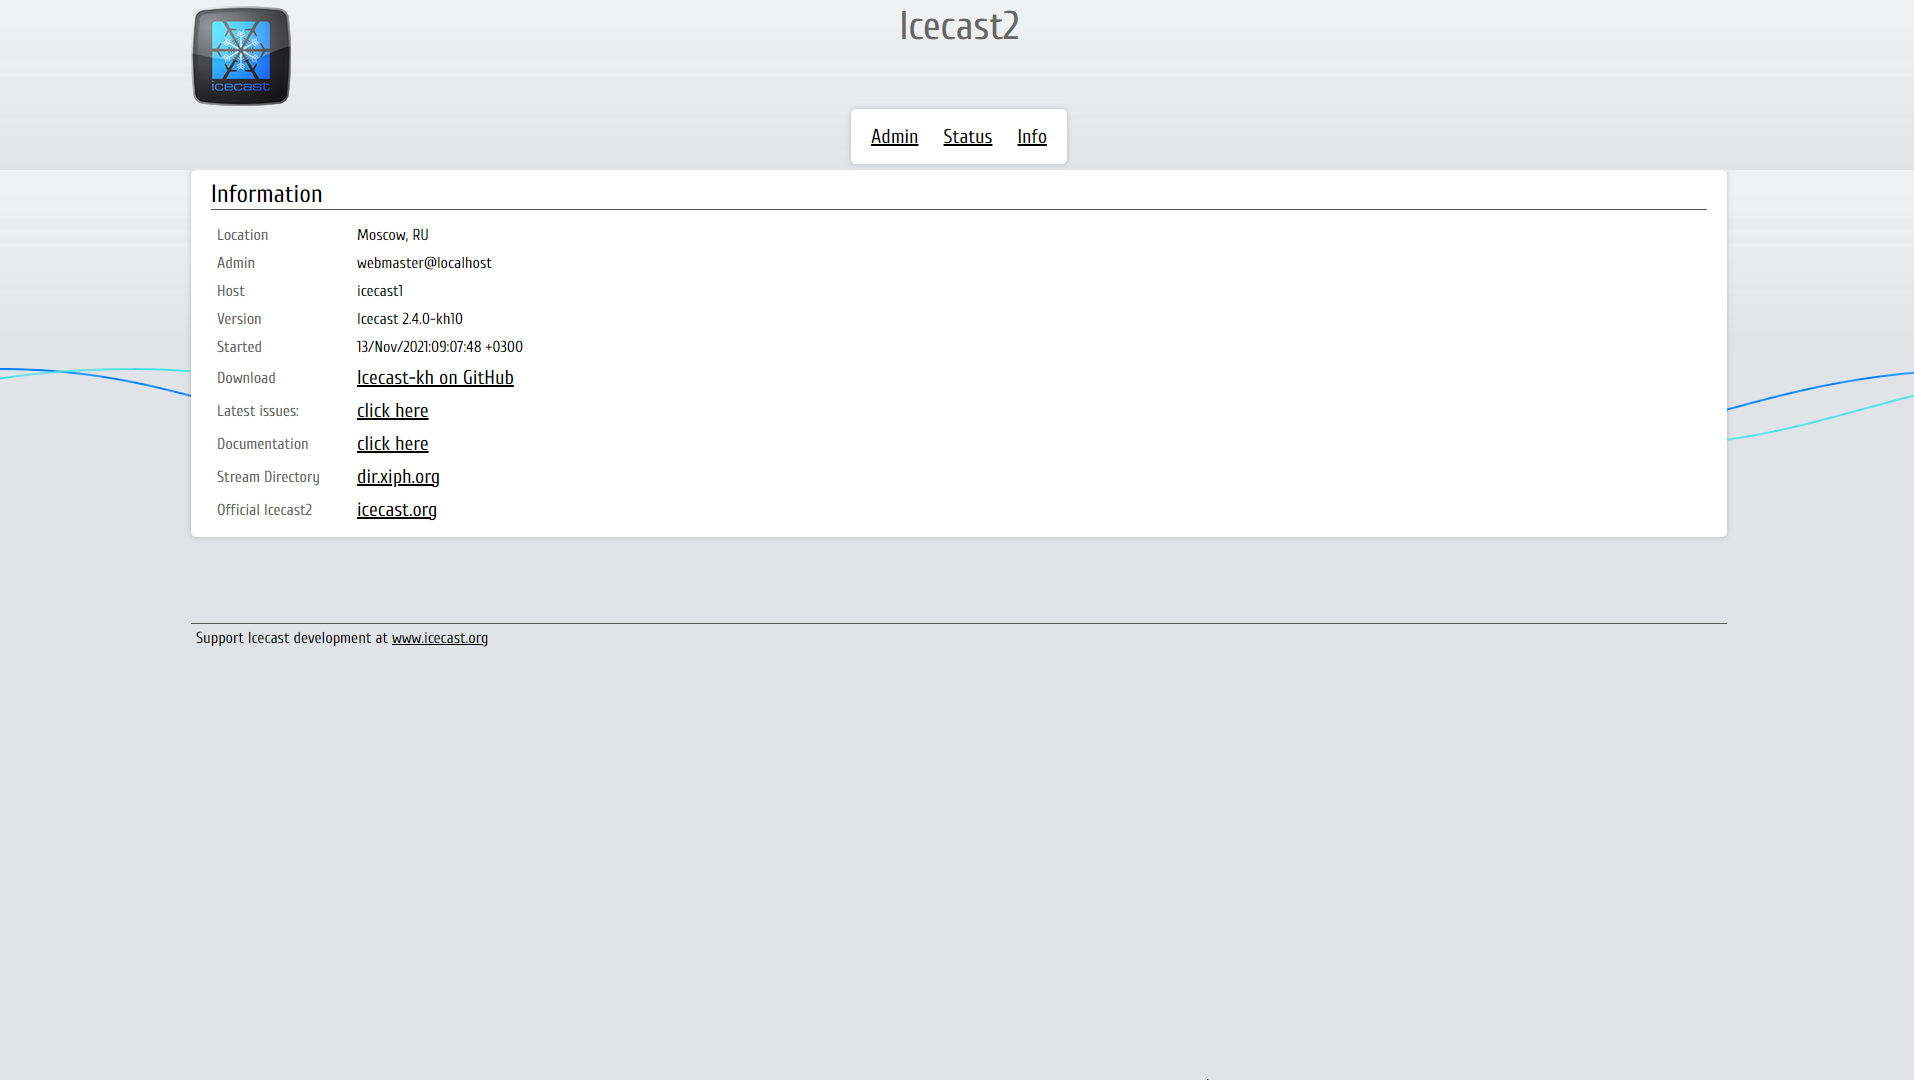 Icecast2
icecast
Admin Status Info
Information
Location Moscow, RU
Admin webmaster@localhost
Host icecast1
Version Icecast 2.4.0-kh10
Started 13/Nov/2021:09:07:48 +0300
Download Icecast-kh on GitHub
Latest issues: click here
Documentation click here
Stream Directory dir.xiph.org
Official Icecast2 icecast.org
Support Icecast development at www.icecast.org